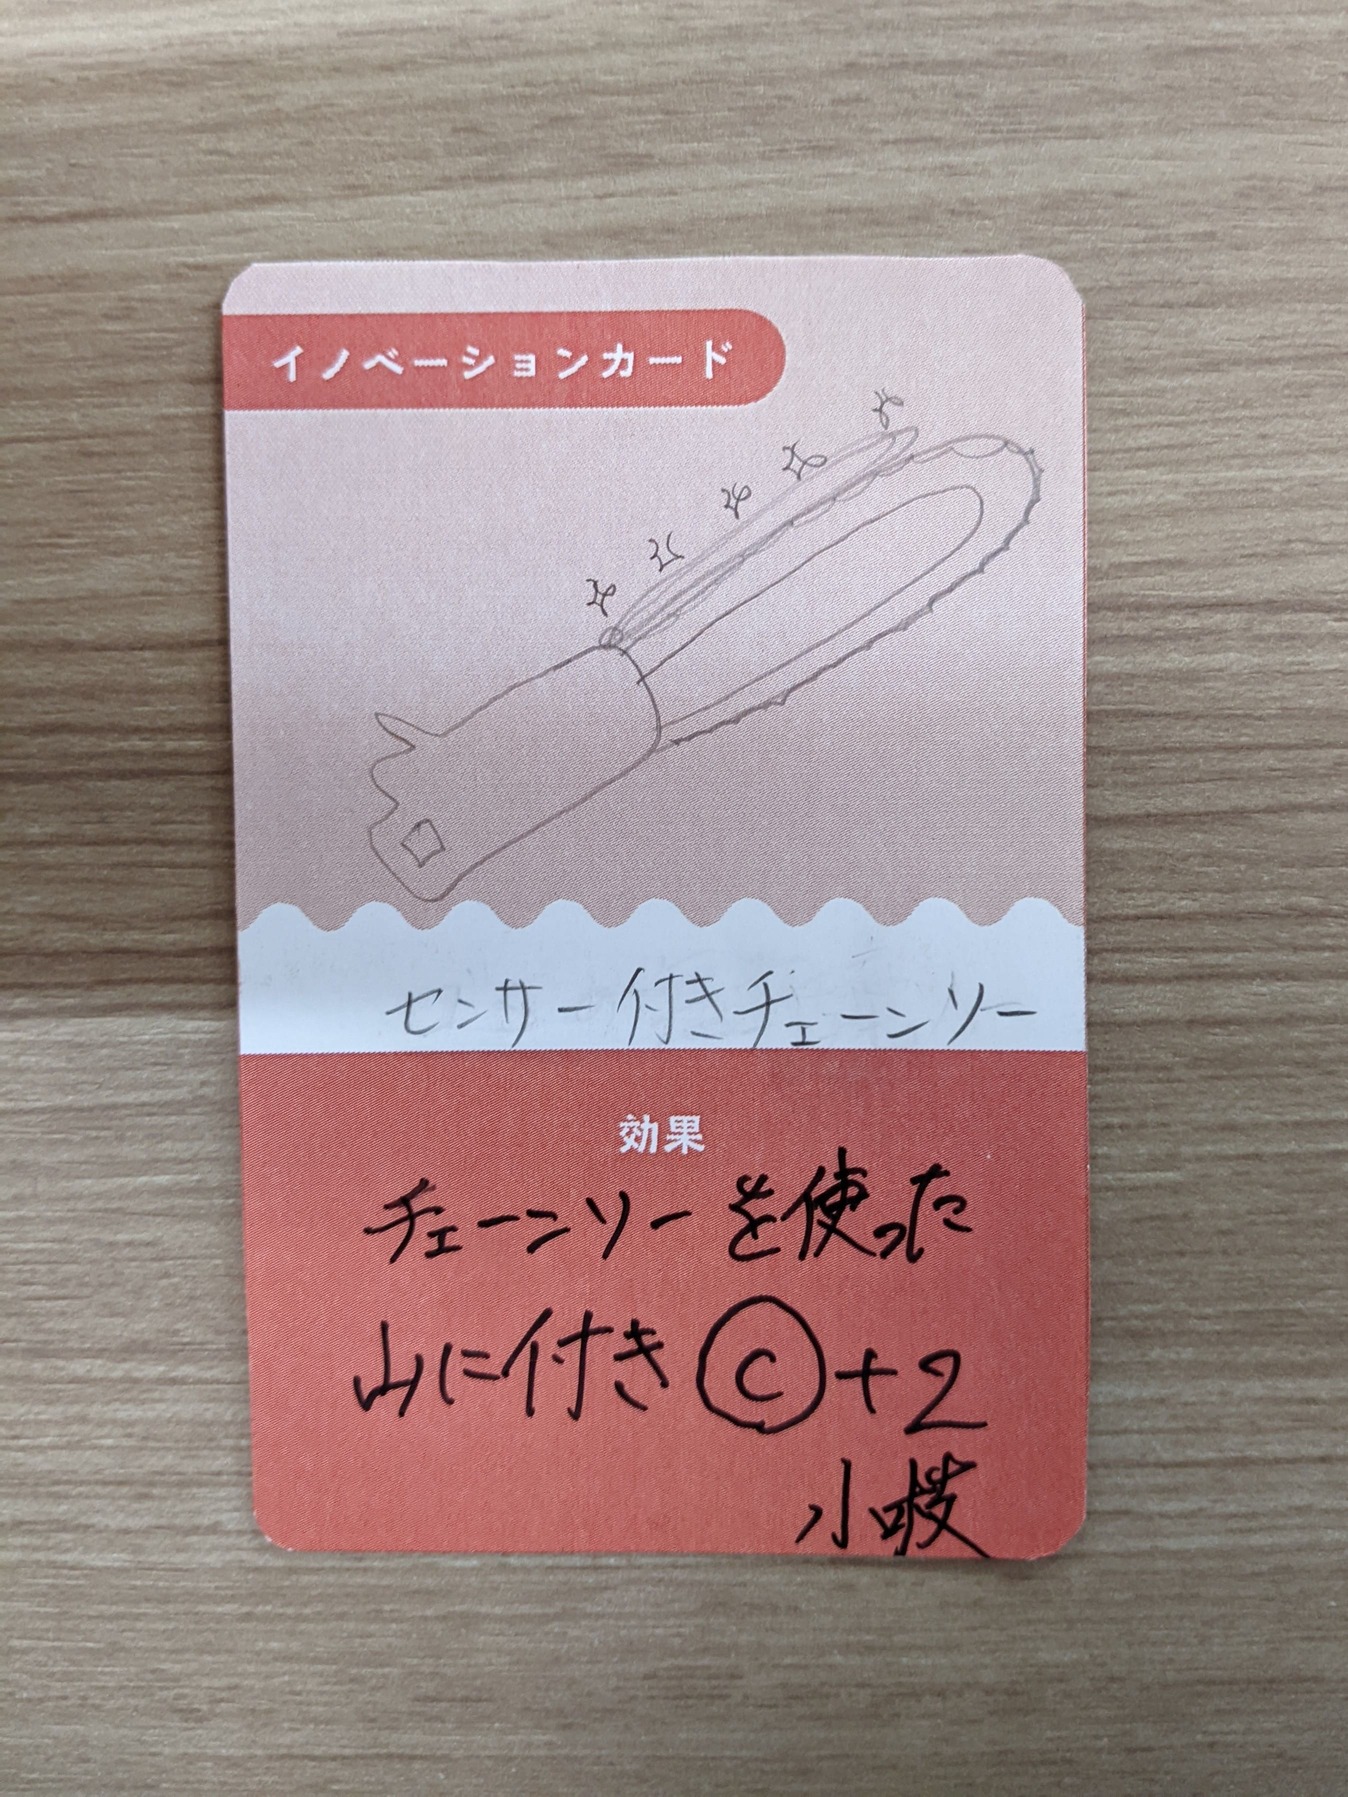 イノベーションカード
センサー付きチェーンソー
効果
チェーンソーを使った
山に付きⒸ+2